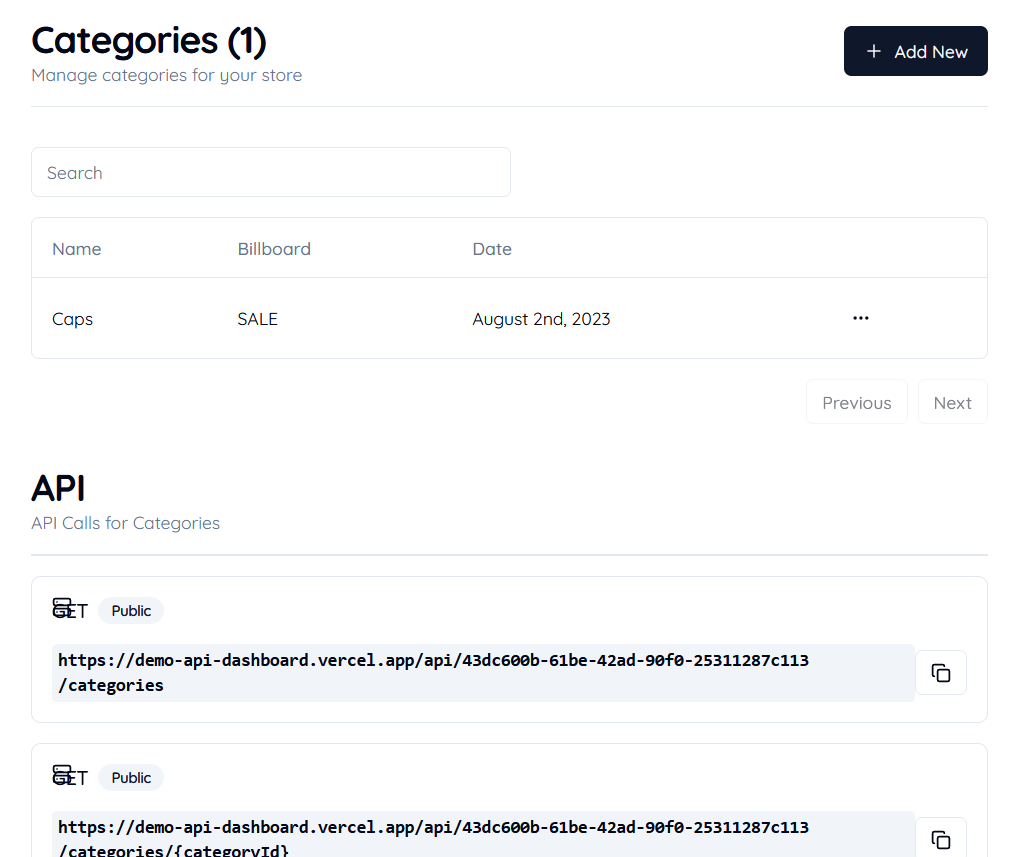 Categories (1)
Manage categories for your store
Add New
Search
Name Billboard Date
Caps SALE August 2nd, 2023
Previous Next
API
API Calls for Categories
GET Public
https://demo-api-dashboard.vercel.app/api/43dc600b-61be-42ad-90f0-25311287c113
/categories
GET Public
https://demo-api-dashboard.vercel.app/api/43dc600b-61be-42ad-90f0-25311287c113
/categories/{categoryId}